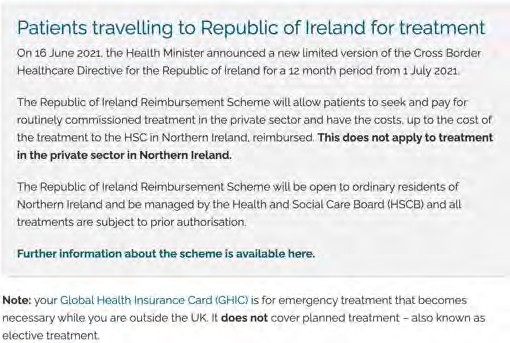 Patients travelling to Republic of Ireland for treatment
On 16 June 2021, the Health Minister announced a new limited version of the Cross Border
Healthcare Directive for the Republic of Ireland for a 12 month period from 1 July 2021.
The Republic of Ireland Reimbursement Scheme will allow patients to seek and pay for
routinely commissioned treatment in the private sector and have the costs, up to the cost of
the treatment to the HSC in Northern Ireland, reimbursed. This does not apply to treatment
in the private sector in Northern Ireland.
The Republic of Ireland Reimbursement Scheme will be open to ordinary residents of
Northern Ireland and be managed by the Health and Social Care Board (HSCB) and all
treatments are subject to prior authorisation.
Further information about the scheme is available here.
Note: your Global Health Insurance Card (GHIC) is for emergency treatment that becomes
necessary while you are outside the UK. It does not cover planned treatment – also known as
elective treatment.